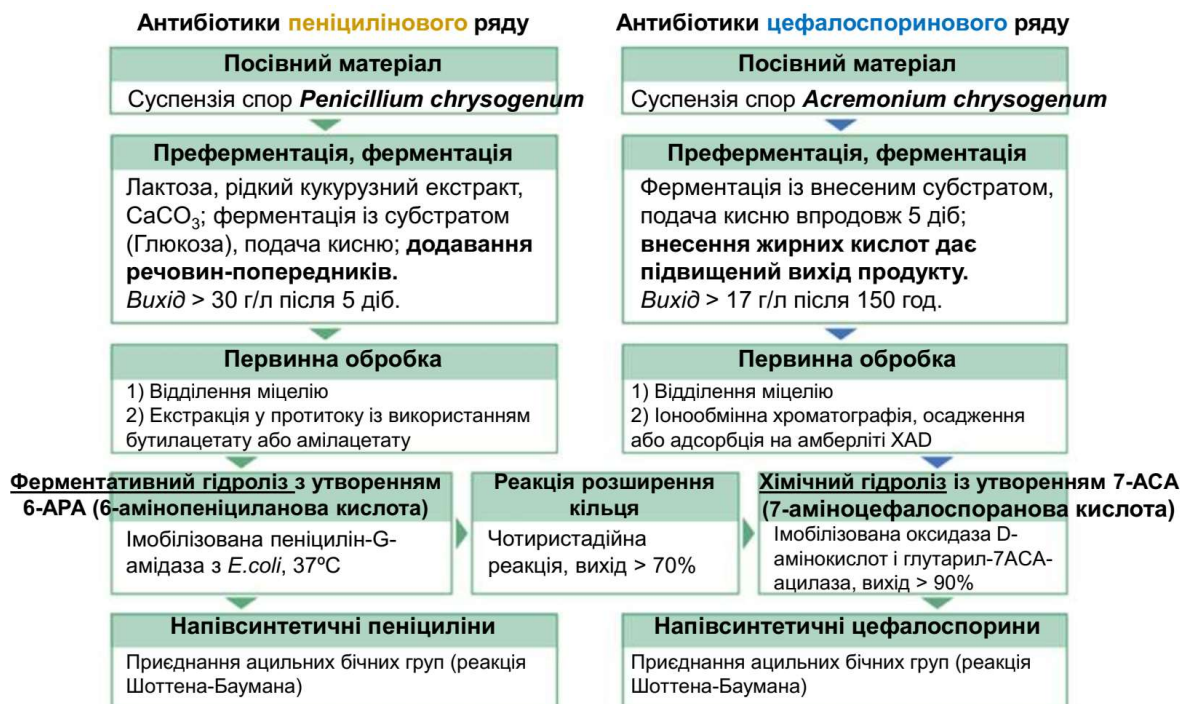 Антибіотики пеніцилінового ряду
Посівний матеріал
Суспензія спор Penicillium chrysogenum
Преферментація, ферментація
Лактоза, рідкий кукурузний екстракт,
CaCO₃; ферментація із субстратом
(Глюкоза), подача кисню; додавання
речовин-попередників.
Вихід > 30 г/л після 5 діб.
Первинна обробка
1) Відділення міцелію
2) Екстракція у протитоку із використанням
бутилацетату або амілацетату
Ферментативний гідроліз з утворенням
6-APA (6-амінопеніциланова кислота)
Імобілізована пеніцилін-G-
амідаза з E.coli, 37ºC
Напівсинтетичні пеніциліни
Приєднання ацильних бічних груп (реакція
Шоттена-Баумана)
Реакція розширення
кільця
Чотиристадійна
реакція, вихід > 70%
Антибіотики цефалоспоринового ряду
Посівний матеріал
Суспензія спор Acremonium chrysogenum
Преферментація, ферментація
Ферментація із внесеним субстратом,
подача кисню впродовж 5 діб;
внесення жирних кислот дає
підвищений вихід продукту.
Вихід > 17 г/л після 150 год.
Первинна обробка
1) Відділення міцелію
2) Іонообмінна хроматографія, осадження
або адсорбція на амберліті XAD
Хімічний гідроліз із утворенням 7-ACA
(7-аміноцефалоспоранова кислота)
Імобілізована оксидаза D-
амінокислот і глутарил-7ACA-
ацилаза, вихід > 90%
Напівсинтетичні цефалоспорини
Приєднання ацильних бічних груп (реакція
Шоттена-Баумана)